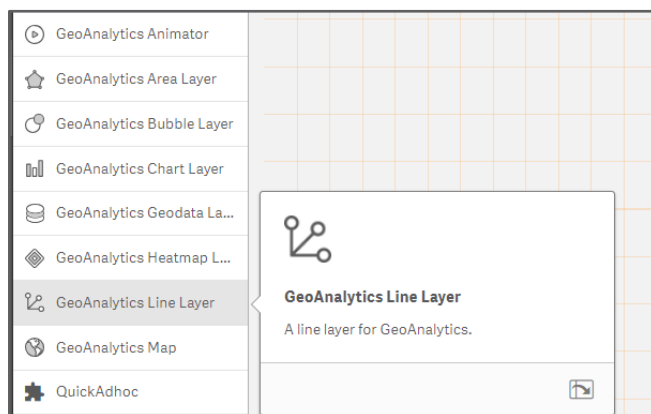 GeoAnalytics Animator
GeoAnalytics Area Layer
GeoAnalytics Bubble Layer
GeoAnalytics Chart Layer
GeoAnalytics Geodata La...
GeoAnalytics Heatmap L...
GeoAnalytics Line Layer
GeoAnalytics Map
QuickAdhoc
GeoAnalytics Line Layer
A line layer for GeoAnalytics.